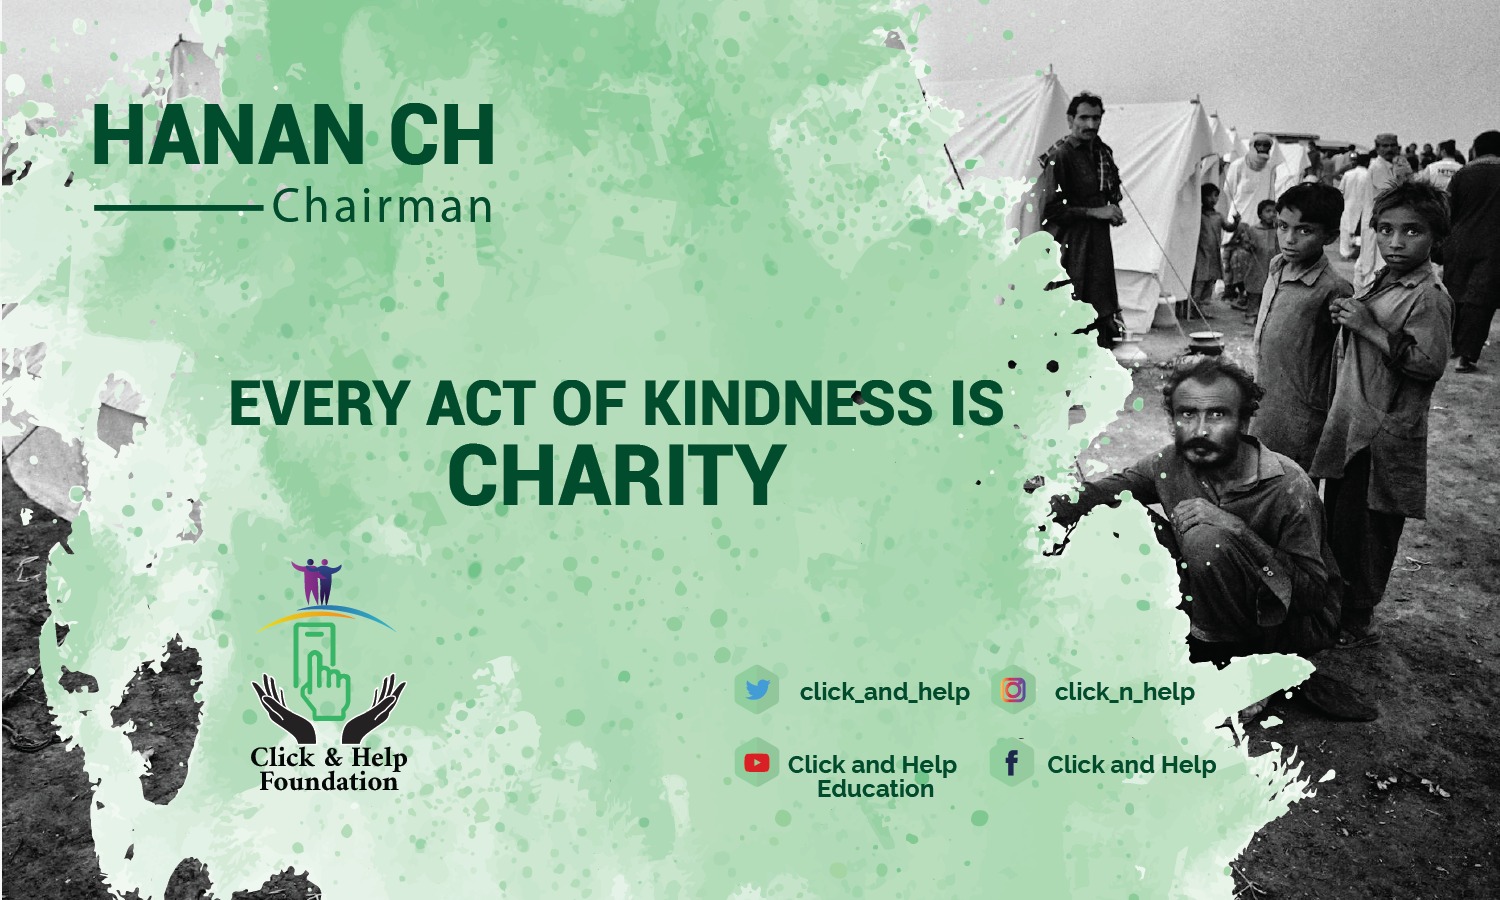 HANAN CH
Chairman
EVERY ACT OF KINDNESS IS
CHARITY
Click & Help
Foundation
click_and_help
click_n_help
Click and Help
Education
Click and Help